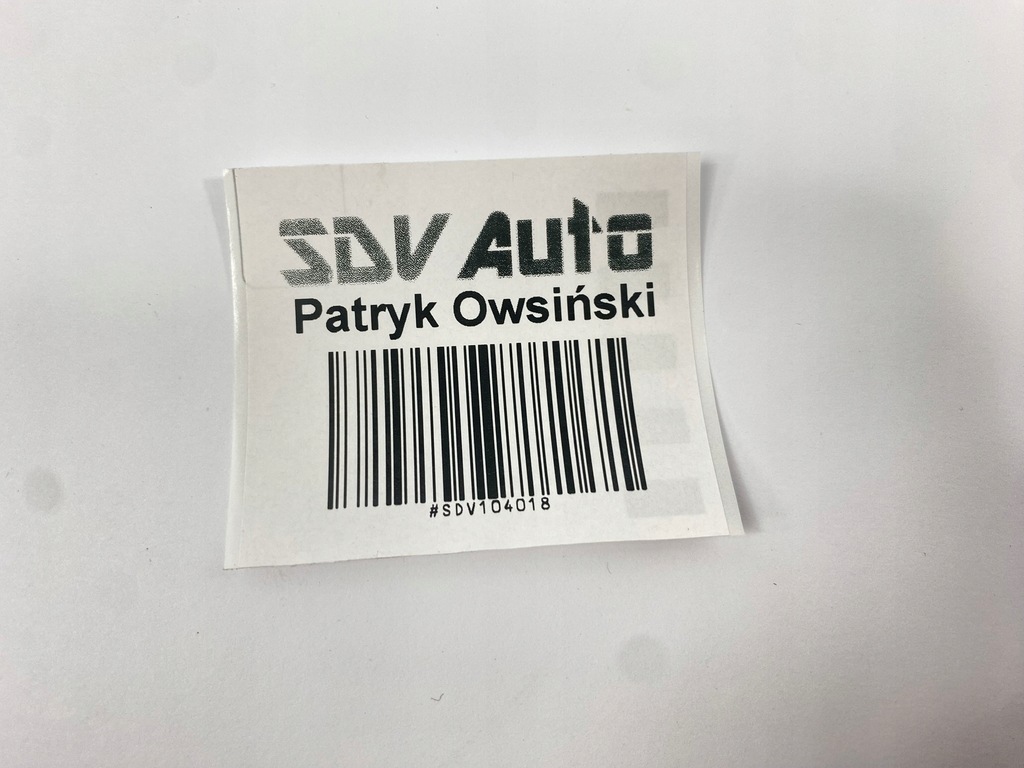 SDV Auto
Patryk Owsiński
#SDV104018